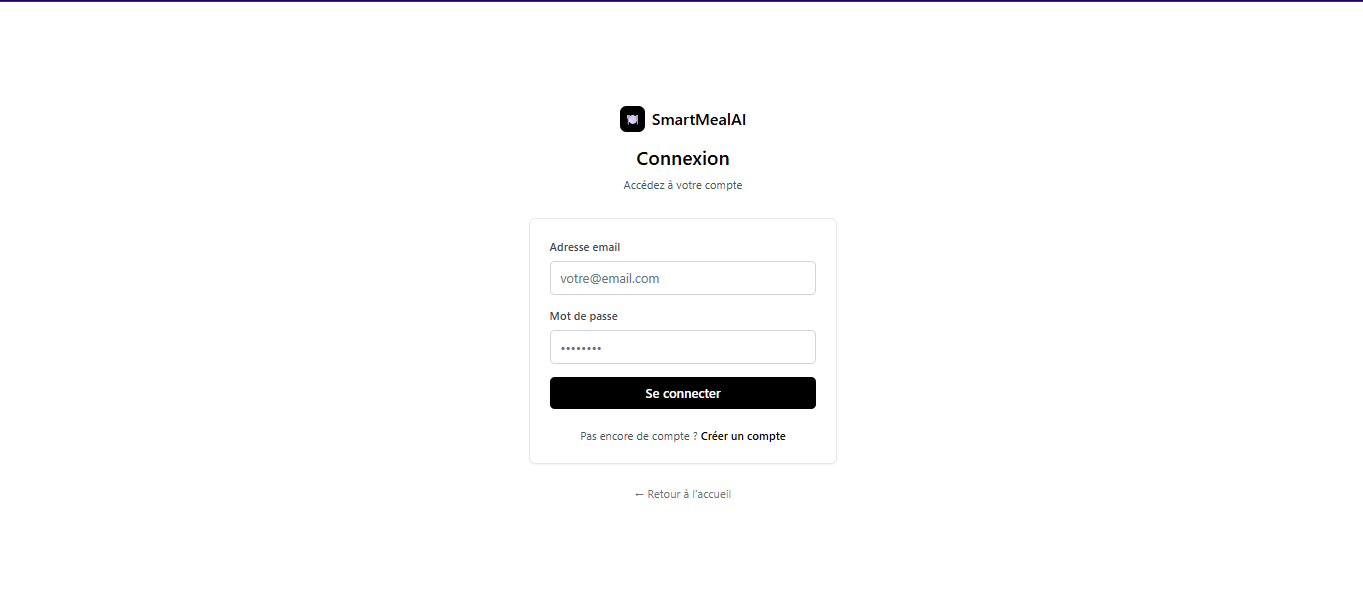 SmartMealAI
Connexion
Accédez à votre compte
Adresse email
votre@email.com
Mot de passe
••••••••
Se connecter
Pas encore de compte ? Créer un compte
← Retour à l'accueil